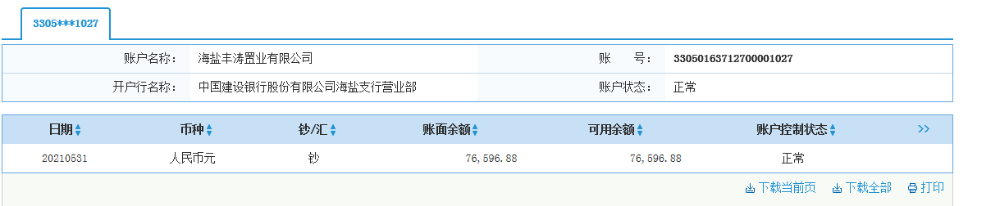 3305***1027
账户名称： 海盐丰涛置业有限公司 账 号： 33050163712700001027
开户行名称： 中国建设银行股份有限公司海盐支行营业部 账户状态： 正常
日期 币种 钞/汇 账面余额 可用余额 账户控制状态 >>
20210531 人民币元 钞 76,596.88 76,596.88 正常
下载当前页 下载全部 打印